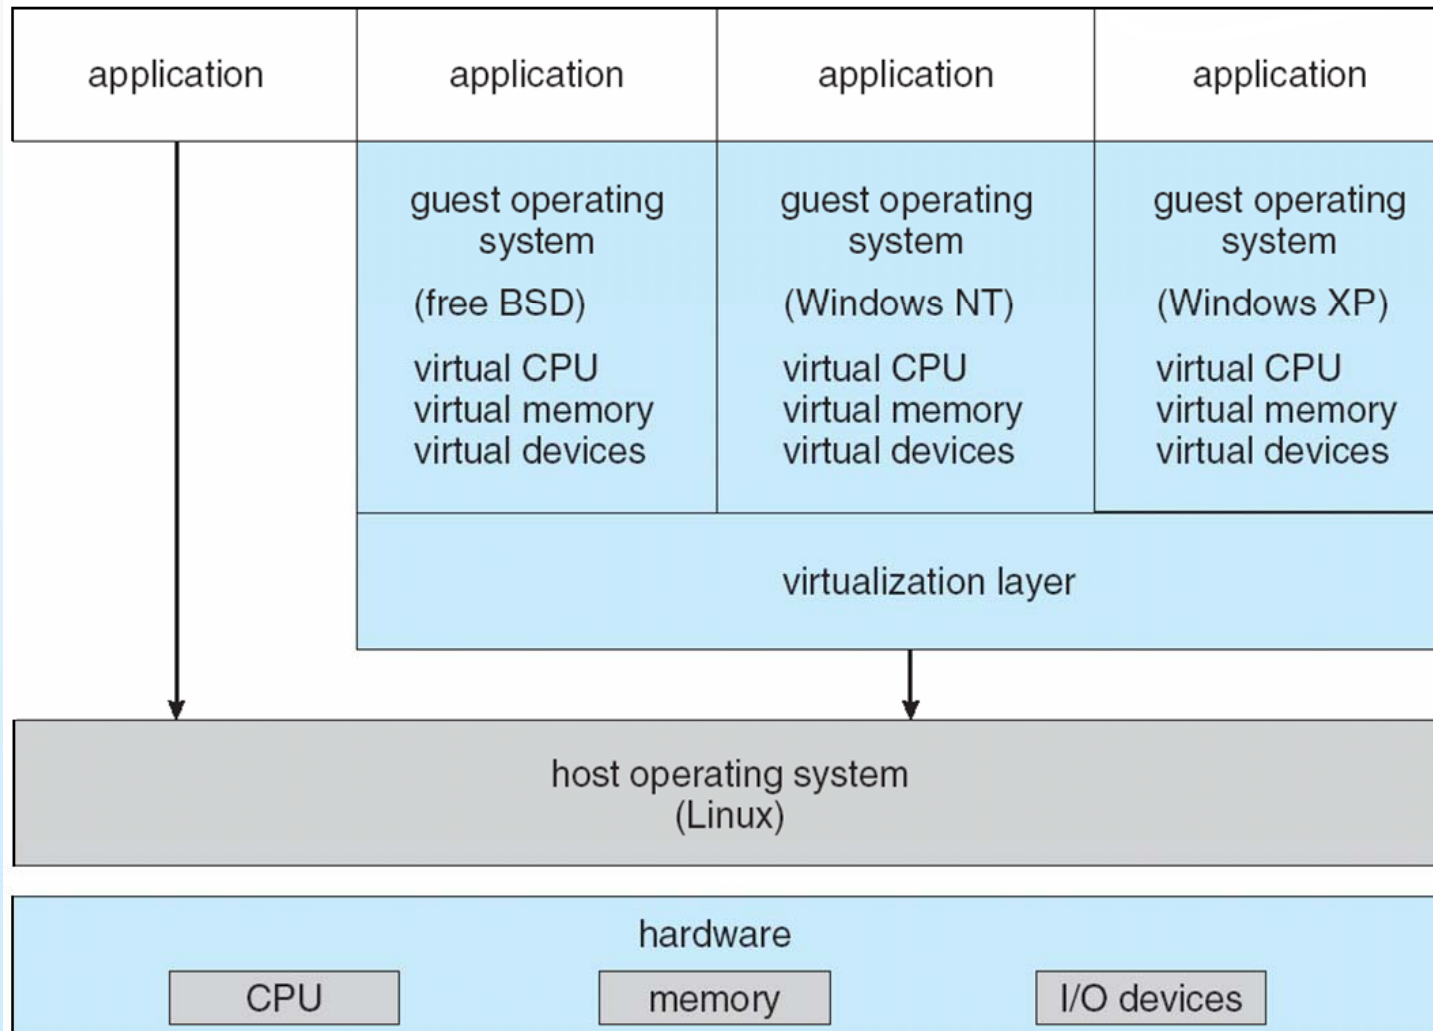 application
application
application
application
guest operating
system
(free BSD)
virtual CPU
virtual memory
virtual devices
guest operating
system
(Windows NT)
virtual CPU
virtual memory
virtual devices
guest operating
system
(Windows XP)
virtual CPU
virtual memory
virtual devices
virtualization layer
host operating system
(Linux)
hardware
CPU
memory
I/O devices